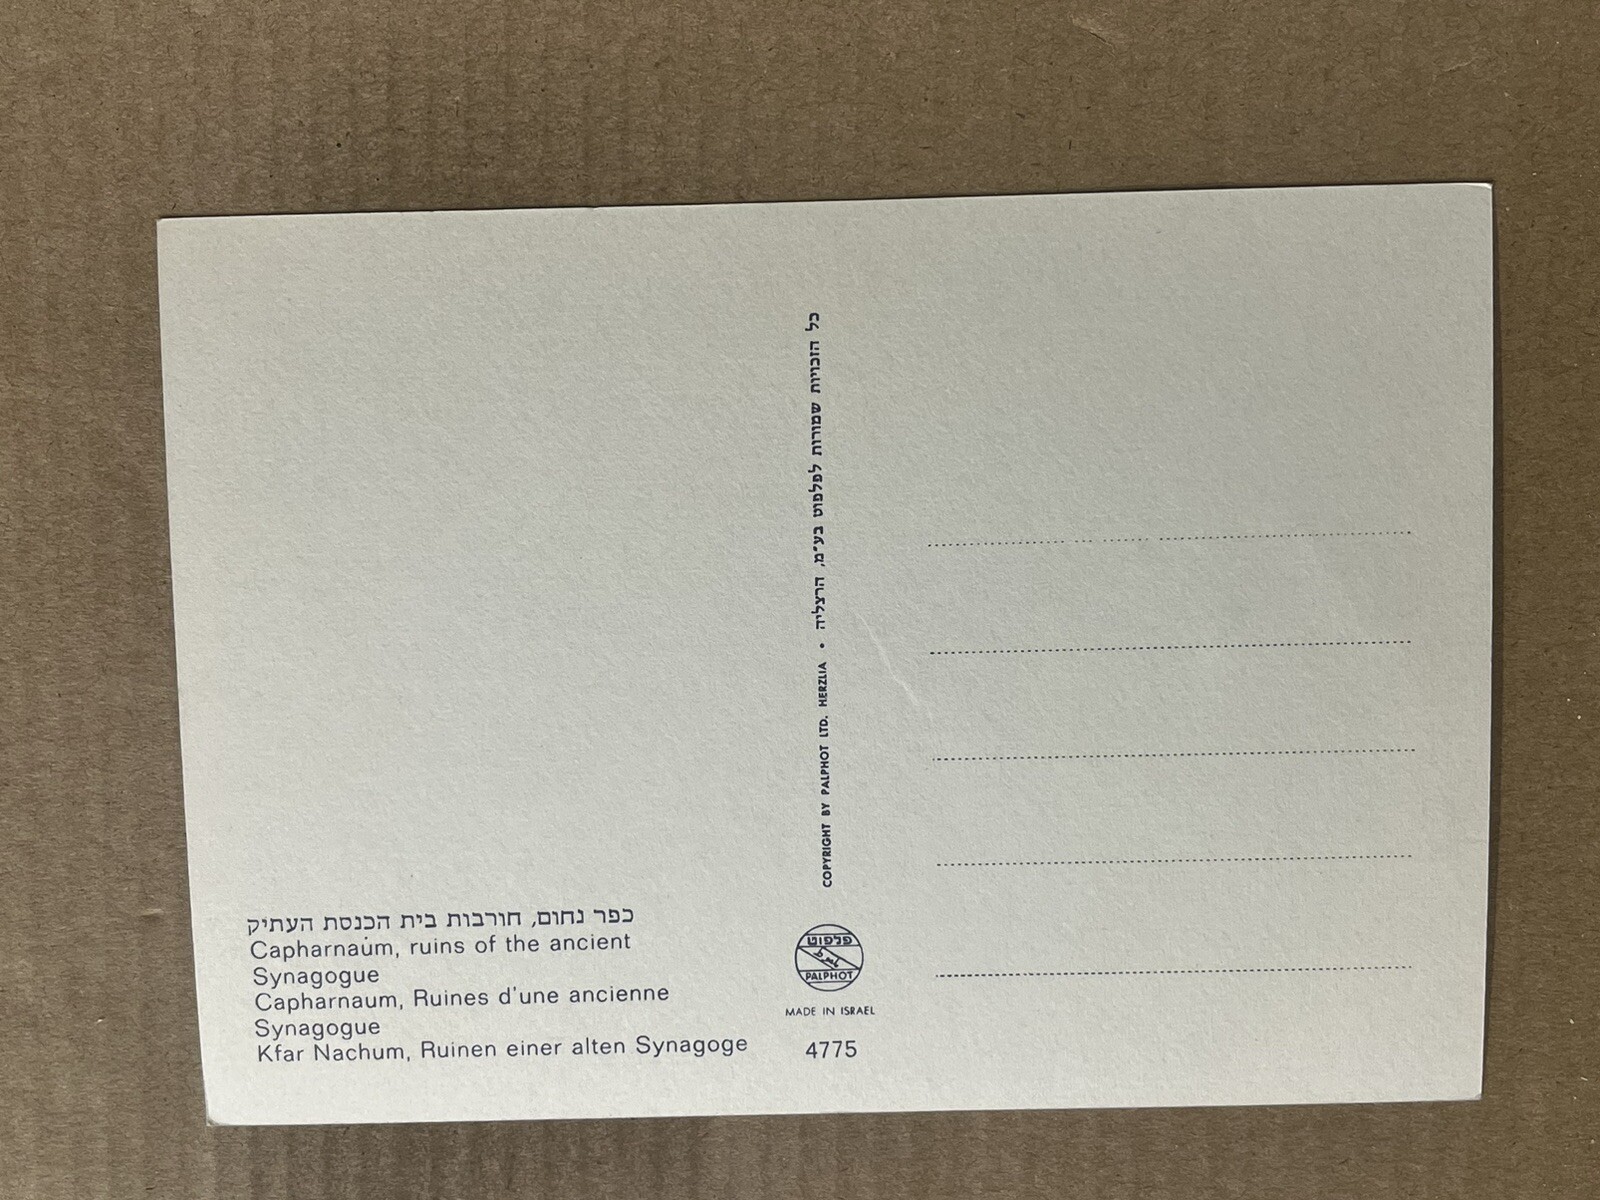 כפר נחום, חורבות בית הכנסת העתיק
Capharnaùm, ruins of the ancient
Synagogue
Capharnaum, Ruines d'une ancienne
Synagogue
Kfar Nachum, Ruinen einer alten Synagoge
COPYRIGHT BY PALPHOT LTD. HERZLIA • כל הזכויות שמורות לפלפוט בע"מ, הרצליה
פלפוט
PALPHOT
MADE IN ISRAEL
4775